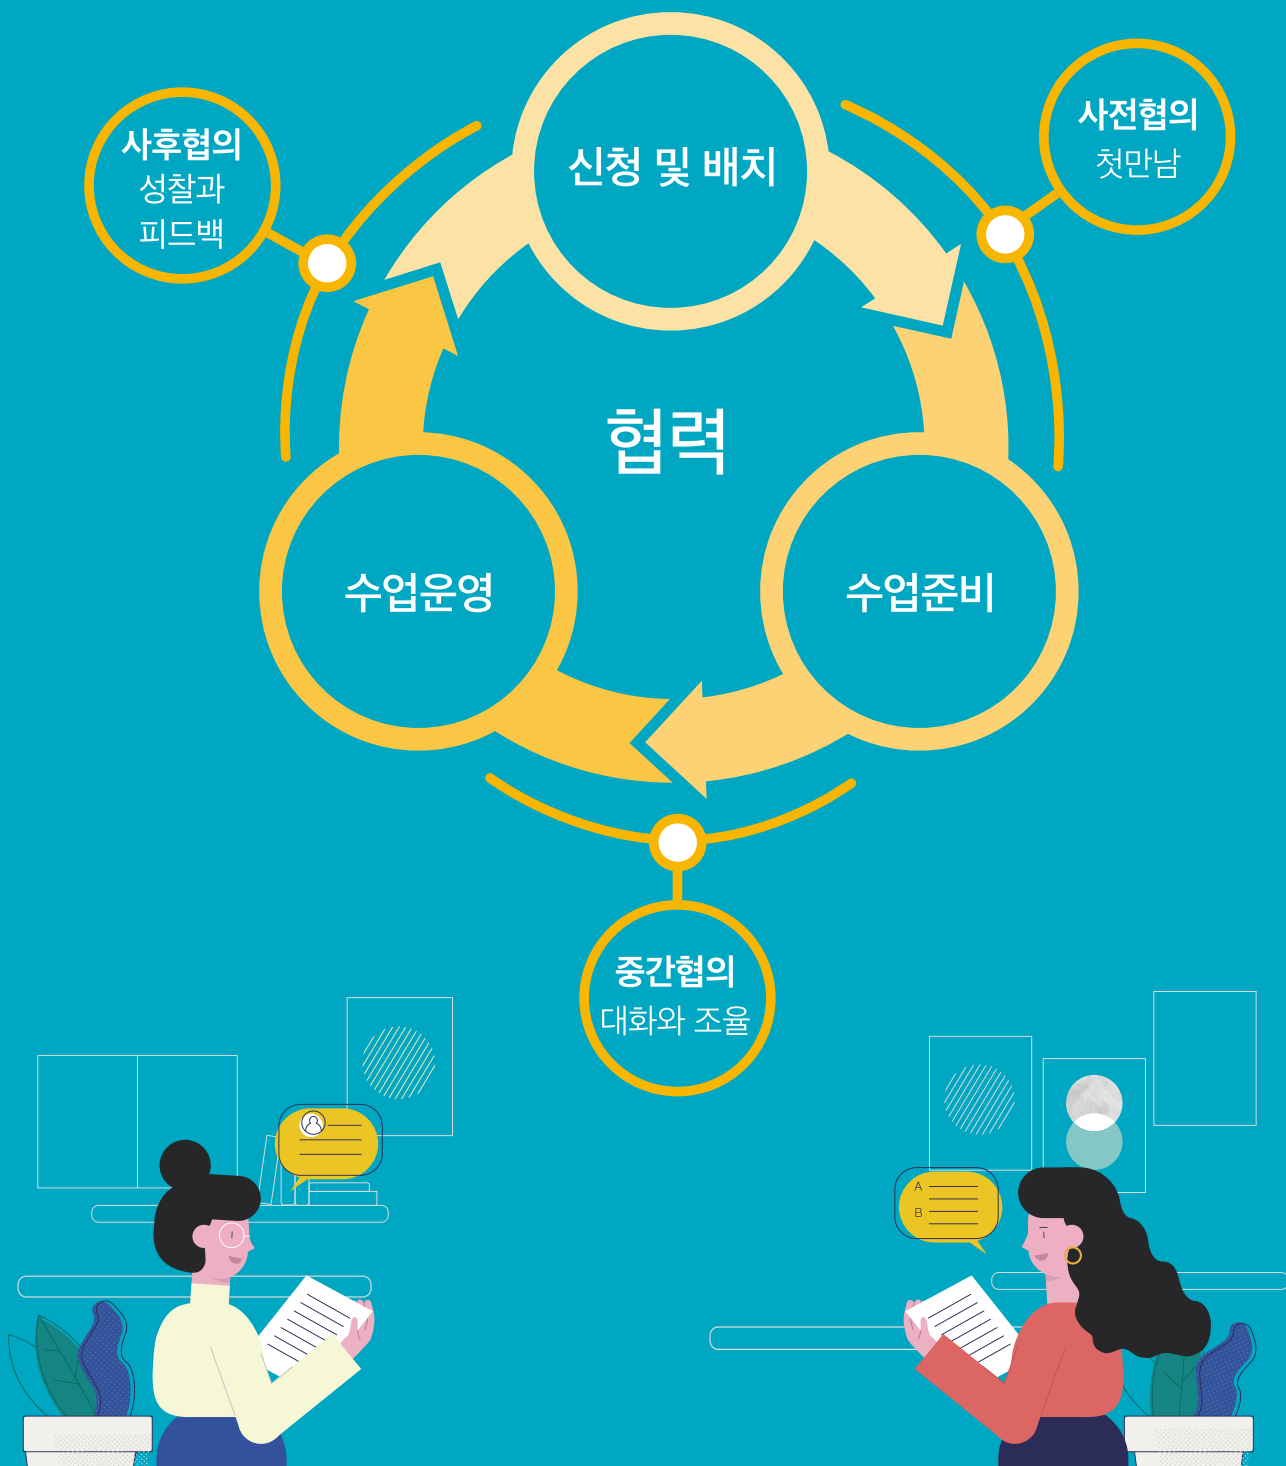 신청 및 배치
사전협의
첫만남
사후협의
성찰과
피드백
협력
수업운영
수업준비
중간협의
대화와 조율
A
B